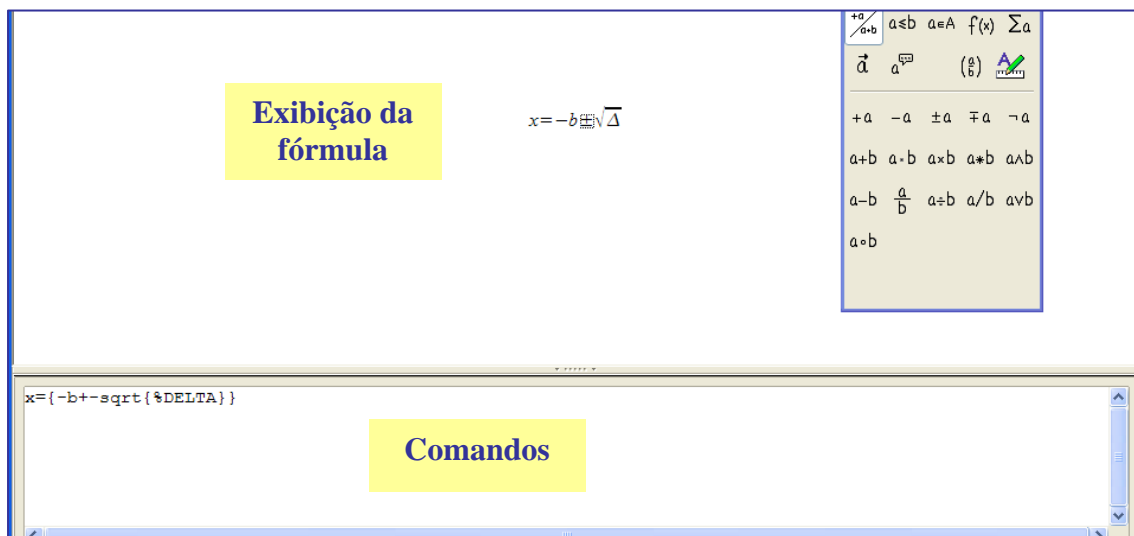 +a/a+b a≤b a∈A f(x) Σa
a⃗ a (a/b) A
Exibição da
fórmula
x=−b±√Δ
+a −a ±a ∓a ¬a
a+b a·b a×b a∗b a∧b
a−b a/b a÷b a/b a∨b
a∘b
x={-b+-sqrt{%DELTA}}
Comandos